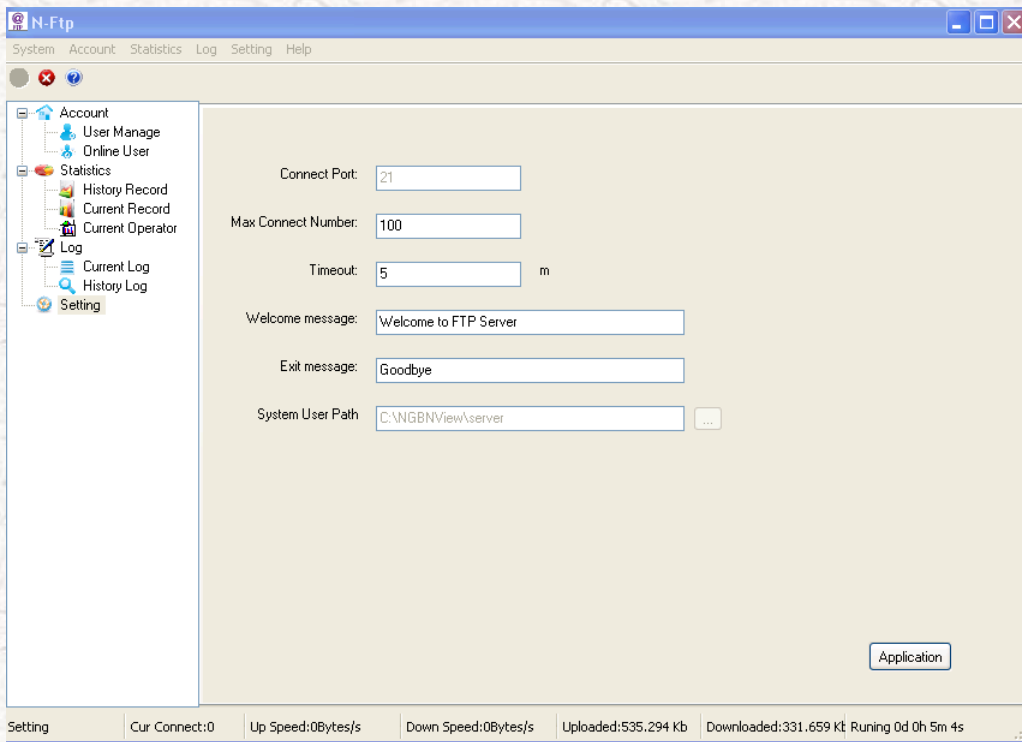 N-Ftp
System Account Statistics Log Setting Help
Account
User Manage
Online User
Statistics
History Record
Current Record
Current Operator
Log
Current Log
History Log
Setting
Connect Port: 21
Max Connect Number: 100
Timeout: 5 m
Welcome message: Welcome to FTP Server
Exit message: Goodbye
System User Path C:\NGBNView\server ...
Application
Setting Cur Connect:0 Up Speed:0Bytes/s Down Speed:0Bytes/s Uploaded:535.294 Kb Downloaded:331.659 Kb Runing 0d 0h 5m 4s